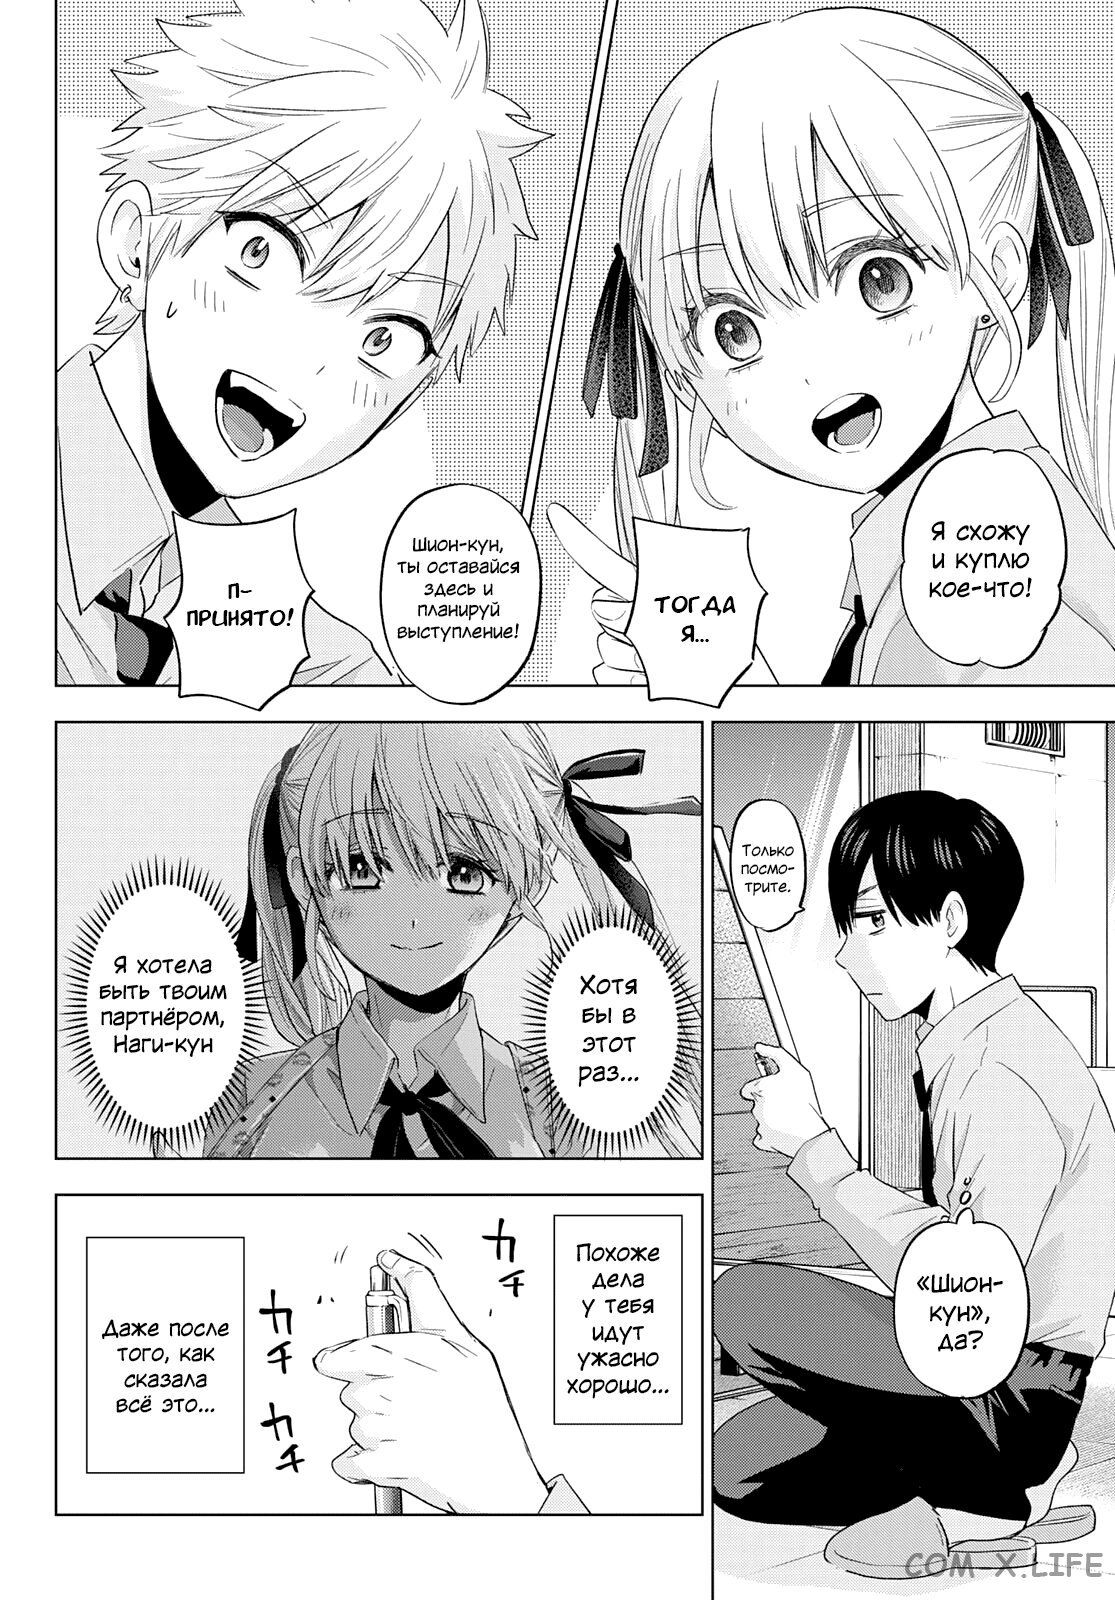 Я СХОЖУ
И КУПЛЮ
КОЕ-ЧТО!
ТОГДА
Я...
ШИОН-КУН,
ТЫ ОСТАВАЙСЯ
ЗДЕСЬ И
ПЛАНИРУЙ
ВЫСТУПЛЕНИЕ!
П-
ПРИНЯТО!
ТОЛЬКО
ПОСМО-
ТРИТЕ.
«ШИОН-
КУН»,
ДА?
ХОТЯ
БЫ В
ЭТОТ
РАЗ...
Я ХОТЕЛА
БЫТЬ ТВОИМ
ПАРТНЁРОМ,
НАГИ-КУН
ПОХОЖЕ
ДЕЛА
У ТЕБЯ
ИДУТ
УЖАСНО
ХОРОШО...
カチ
カチ
カチ
ДАЖЕ ПОСЛЕ
ТОГО, КАК
СКАЗАЛА
ВСЁ ЭТО...
COM-X.LIFE